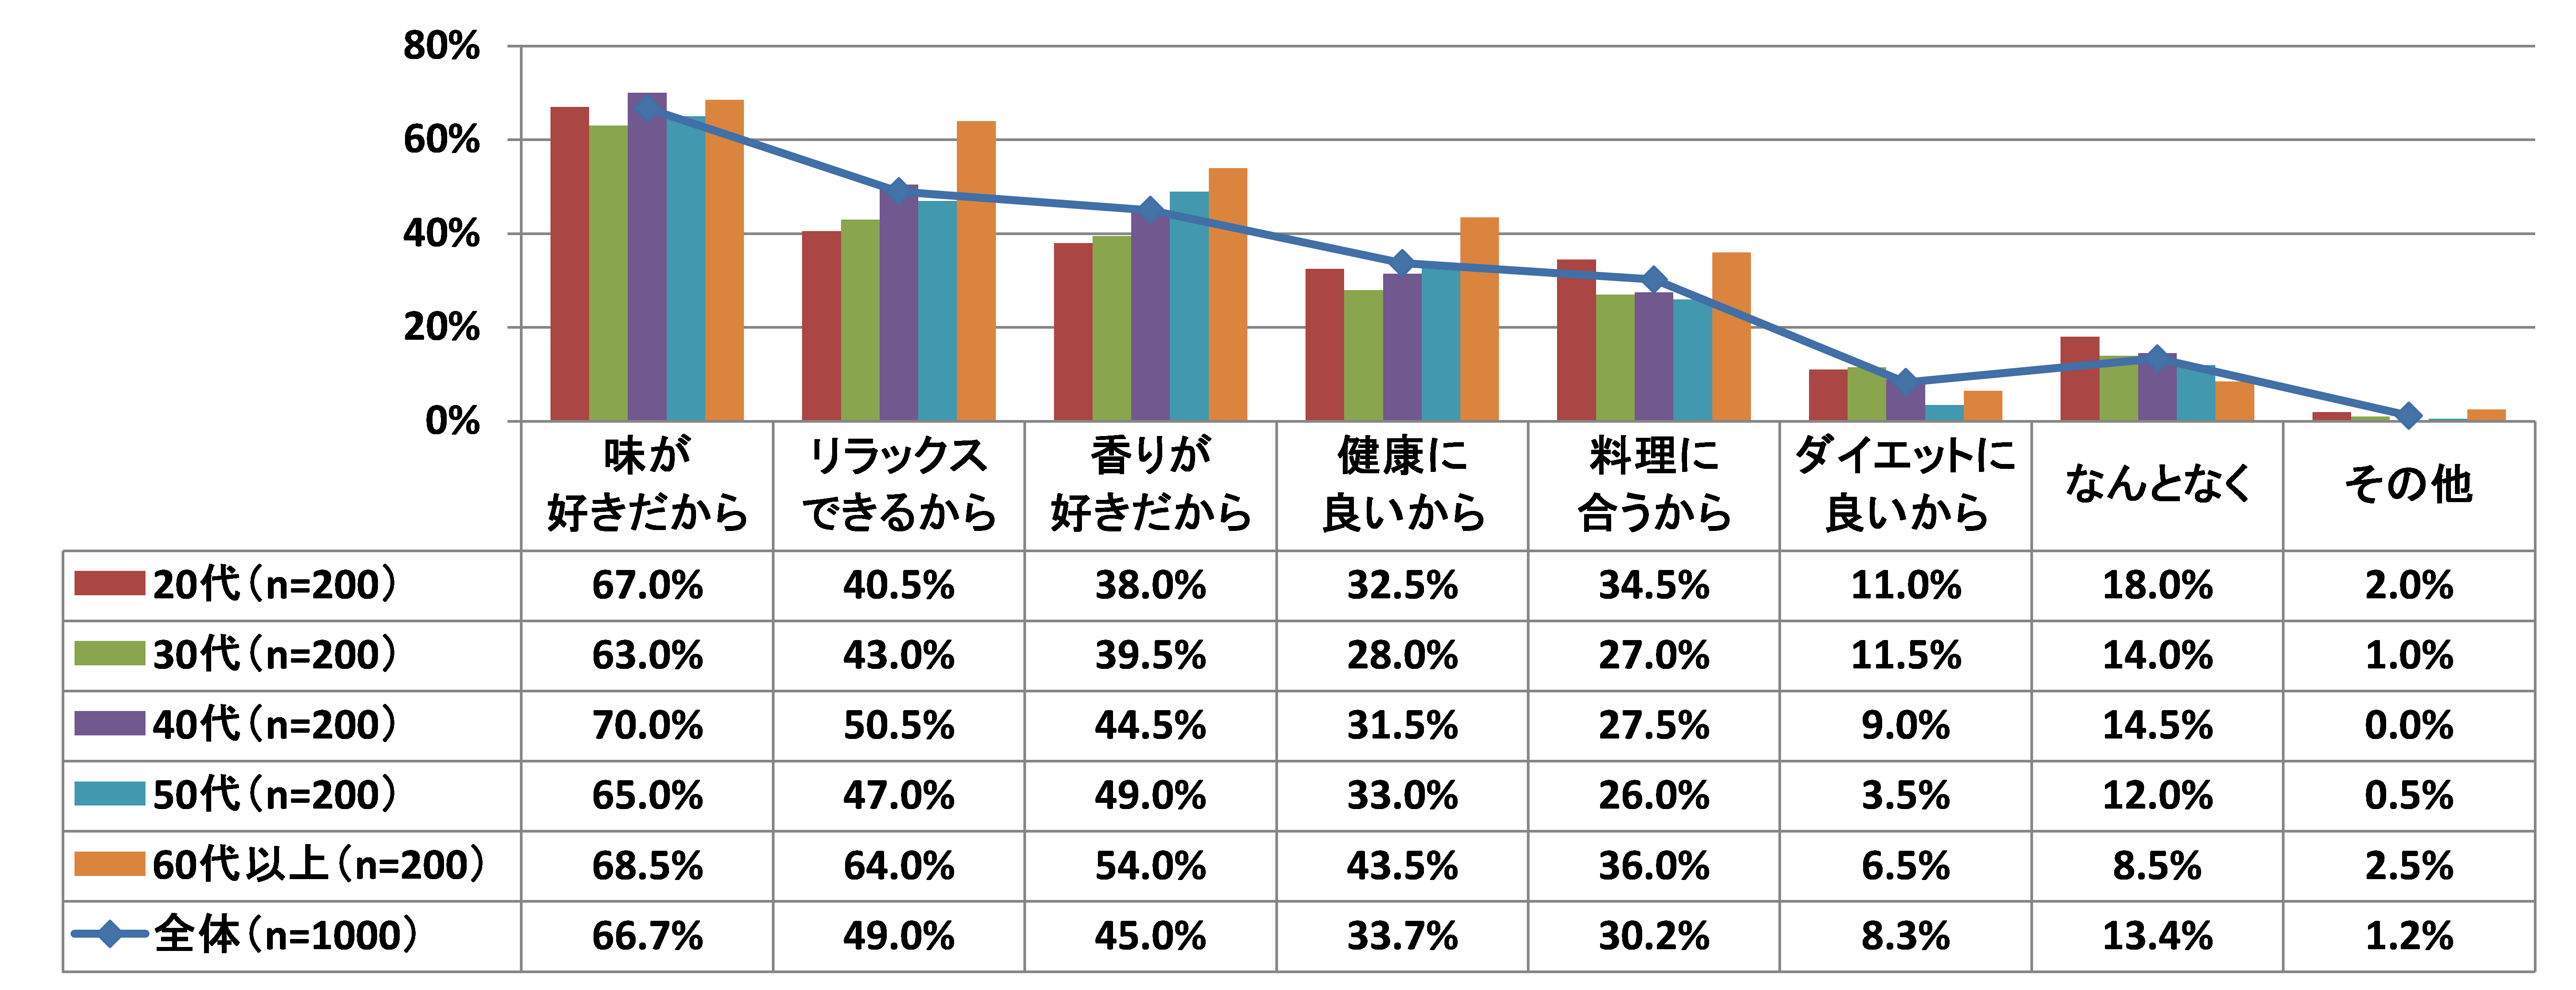 80%
60%
40%
20%
0%
味が 好きだから
リラックス できるから
香りが 好きだから
健康に 良いから
料理に 合うから
ダイエットに 良いから
なんとなく
その他
20代（n=200） 67.0% 40.5% 38.0% 32.5% 34.5% 11.0% 18.0% 2.0%
30代（n=200） 63.0% 43.0% 39.5% 28.0% 27.0% 11.5% 14.0% 1.0%
40代（n=200） 70.0% 50.5% 44.5% 31.5% 27.5% 9.0% 14.5% 0.0%
50代（n=200） 65.0% 47.0% 49.0% 33.0% 26.0% 3.5% 12.0% 0.5%
60代以上（n=200） 68.5% 64.0% 54.0% 43.5% 36.0% 6.5% 8.5% 2.5%
全体（n=1000） 66.7% 49.0% 45.0% 33.7% 30.2% 8.3% 13.4% 1.2%